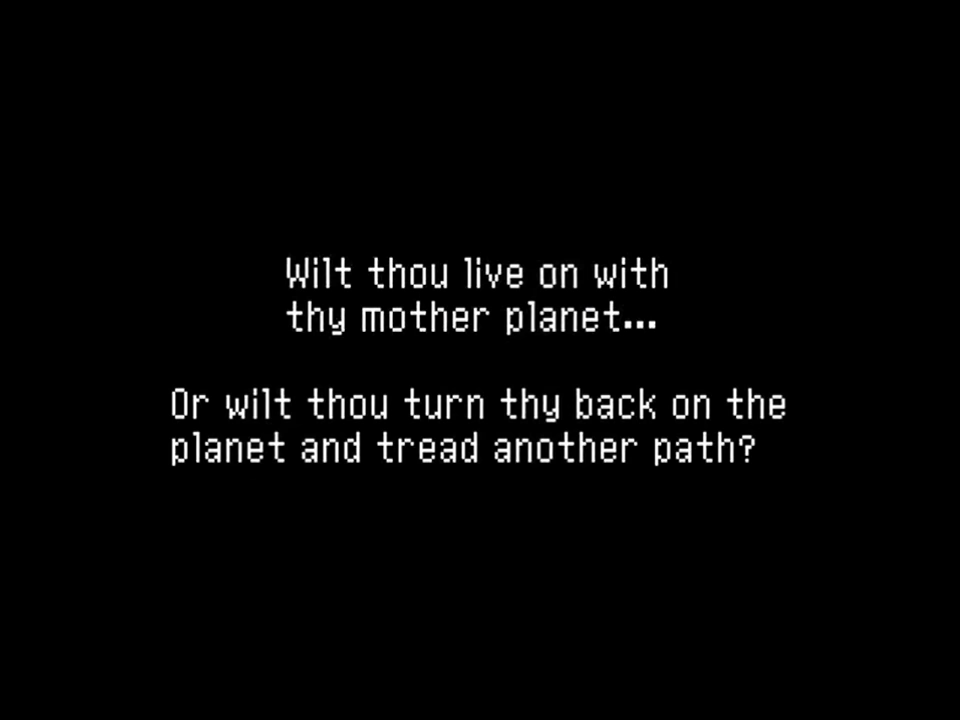 Wilt thou live on with
thy mother planet...
Or wilt thou turn thy back on the
planet and tread another path?